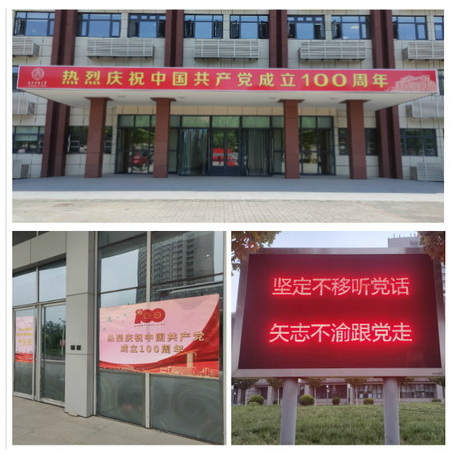 热烈庆祝中国共产党成立100周年
热烈庆祝中国共产党
成立100周年
坚定不移听党话
矢志不渝跟党走